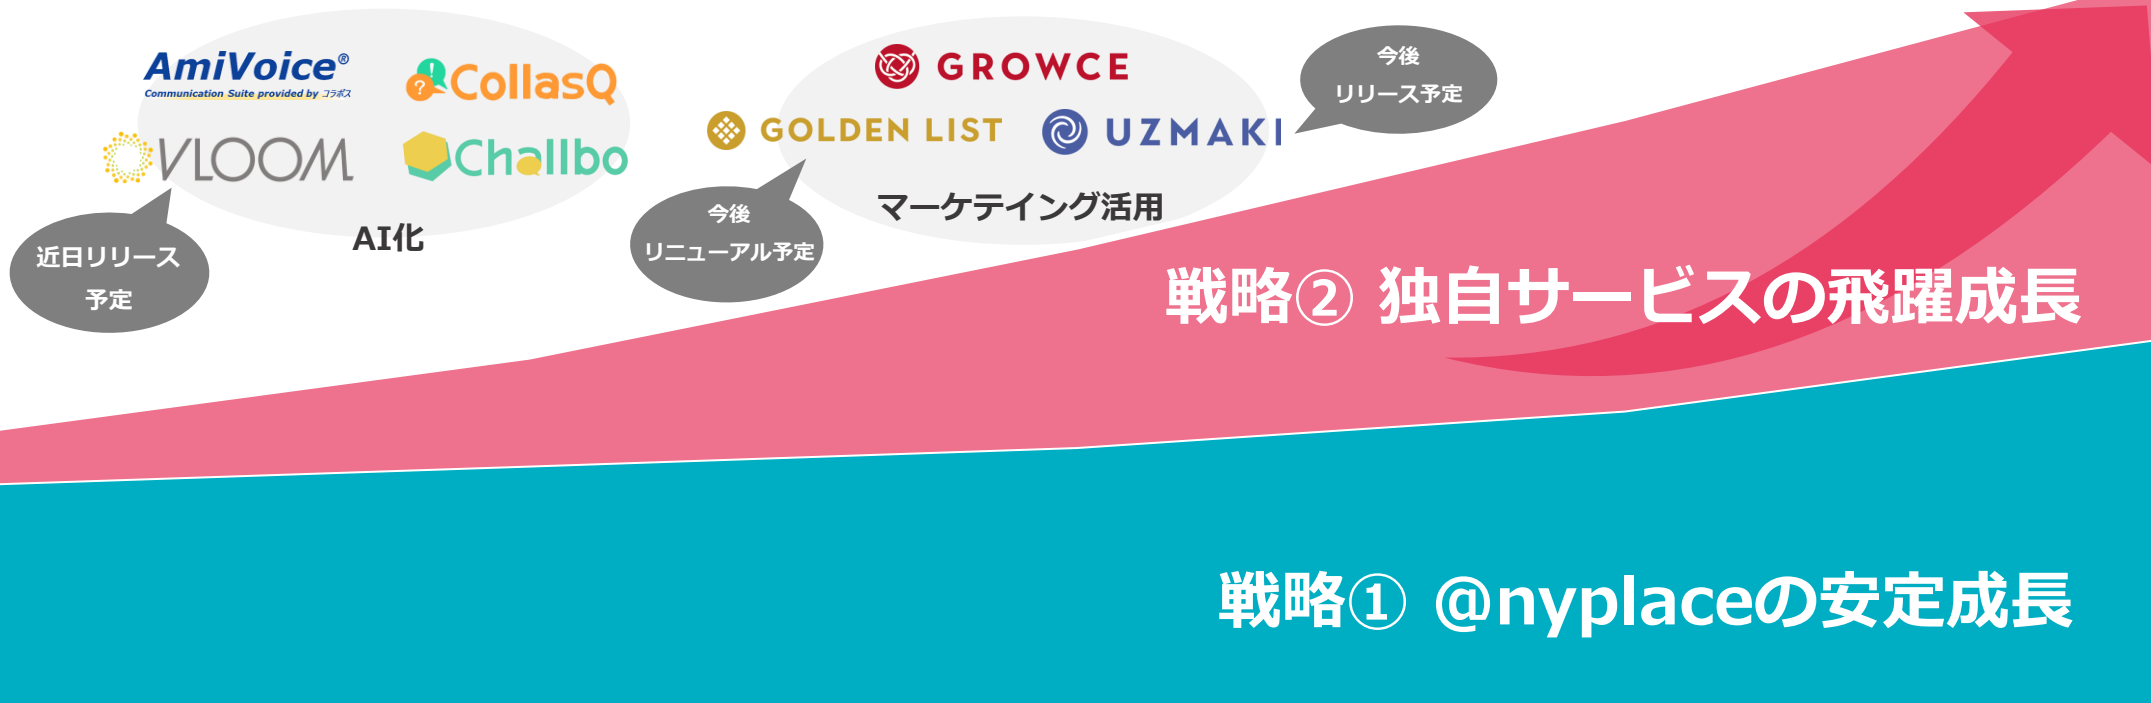 AmiVoice®
Communication Suite provided by コラボス
CollasQ
VLOOM
Challbo
AI化
近日リリース
予定
GROWCE
GOLDEN LIST
UZMAKI
マーケテイング活用
今後
リリース予定
今後
リニューアル予定
戦略② 独自サービスの飛躍成長
戦略① @nyplaceの安定成長